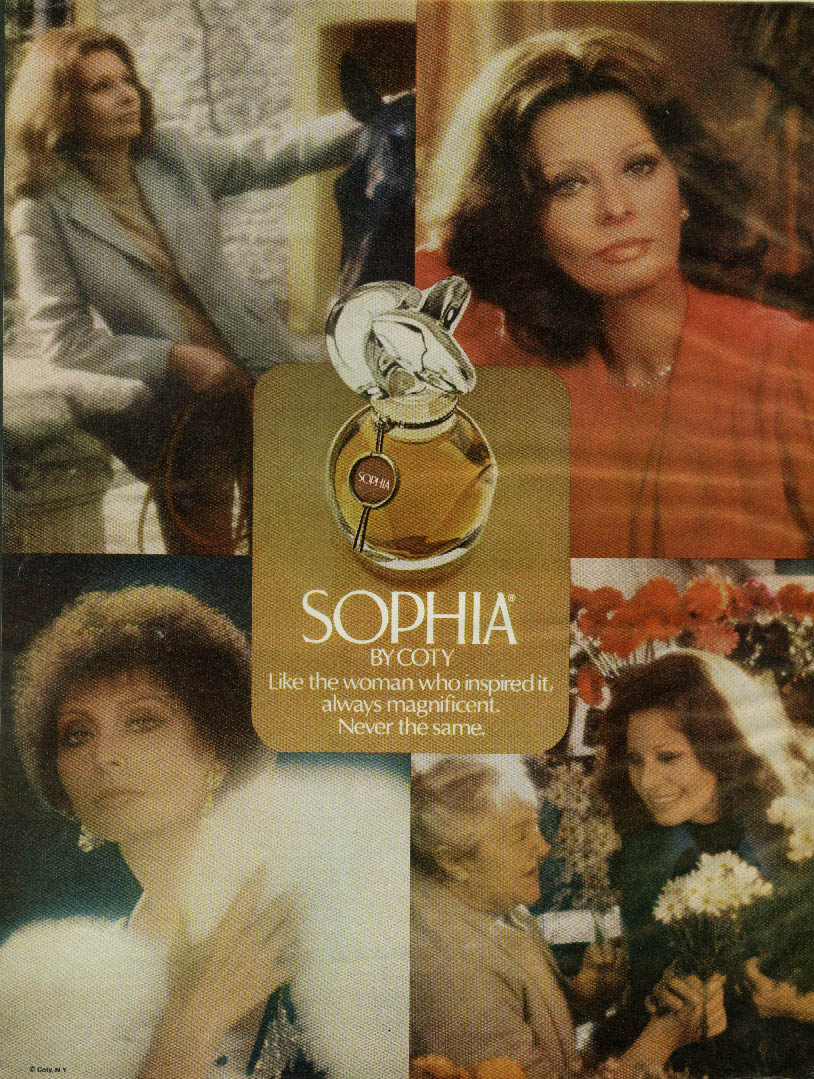 SOPHIA
SOPHIA®
BY COTY
Like the woman who inspired it,
always magnificent.
Never the same.
© Coty, N.Y.